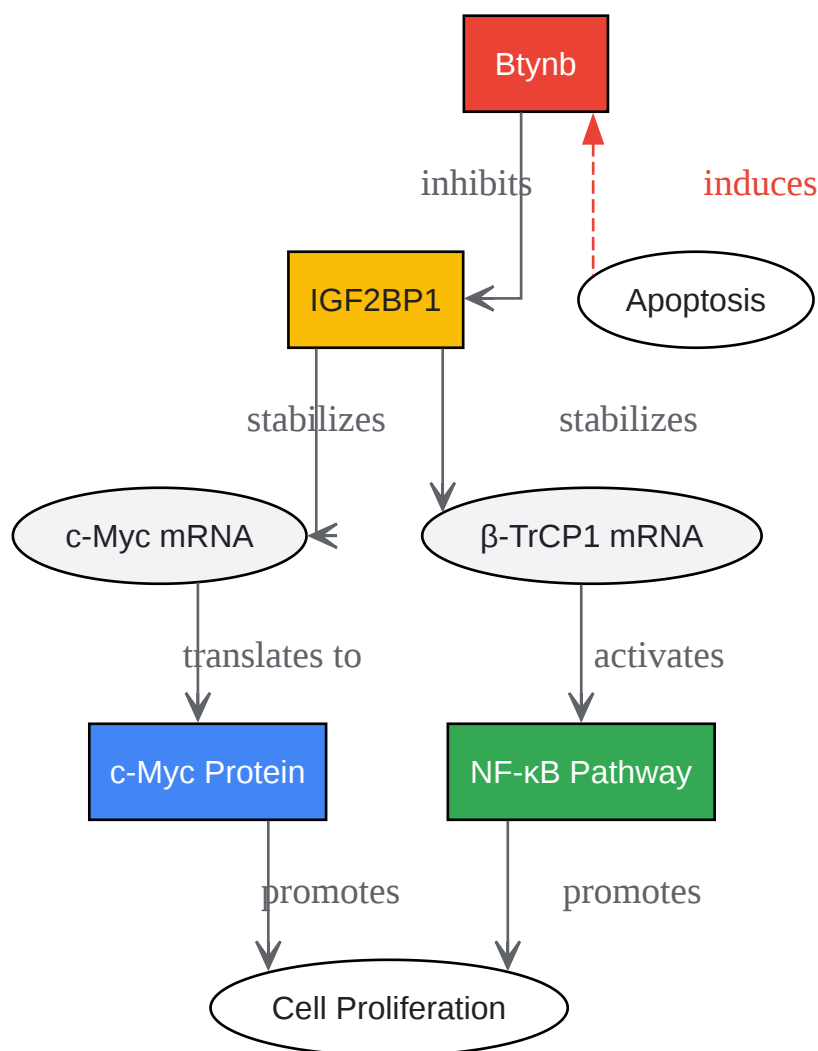 Btynb
inhibits
induces
IGF2BP1
Apoptosis
stabilizes
stabilizes
c-Myc mRNA
β-TrCP1 mRNA
translates to
activates
c-Myc Protein
NF-κB Pathway
promotes
promotes
Cell Proliferation